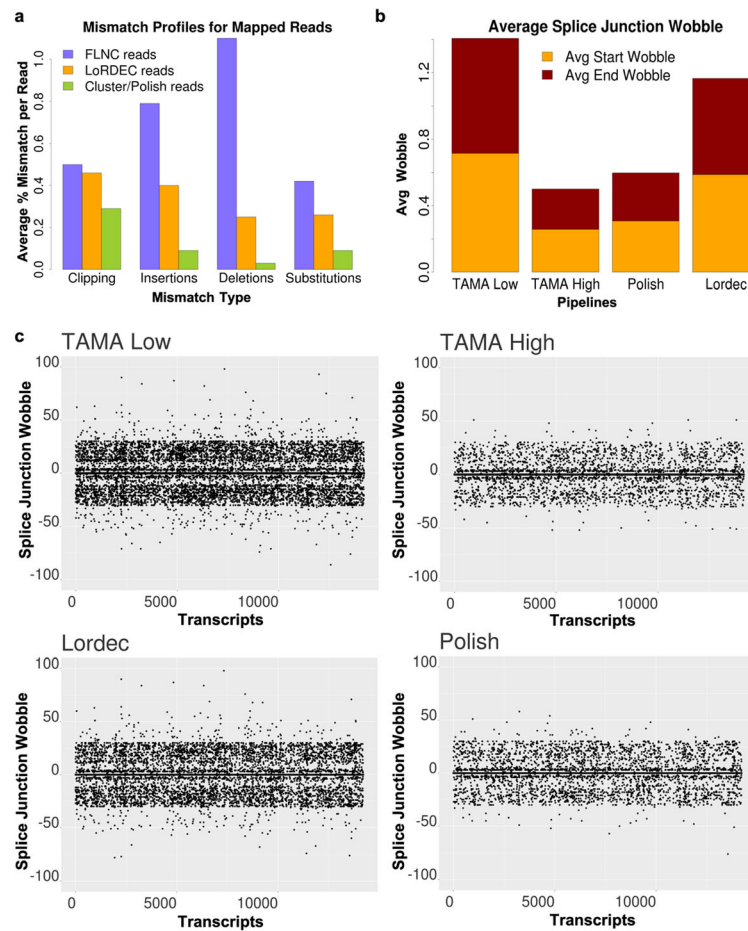 a
Mismatch Profiles for Mapped Reads
FLNC reads
LoRDEC reads
Cluster/Polish reads
Average % Mismatch per Read
0.0 0.2 0.4 0.6 0.8 1.0
Clipping Insertions Deletions Substitutions
Mismatch Type
b
Average Splice Junction Wobble
Avg Start Wobble
Avg End Wobble
Avg Wobble
0.0 0.4 0.8 1.2
TAMA Low TAMA High Polish Lordec
Pipelines
c
TAMA Low
Splice Junction Wobble
100
50
0
-50
-100
0 5000 10000
Transcripts
TAMA High
Splice Junction Wobble
100
50
0
-50
-100
0 5000 10000
Transcripts
Lordec
Splice Junction Wobble
100
50
0
-50
-100
0 5000 10000
Transcripts
Polish
Splice Junction Wobble
100
50
0
-50
-100
0 5000 10000
Transcripts